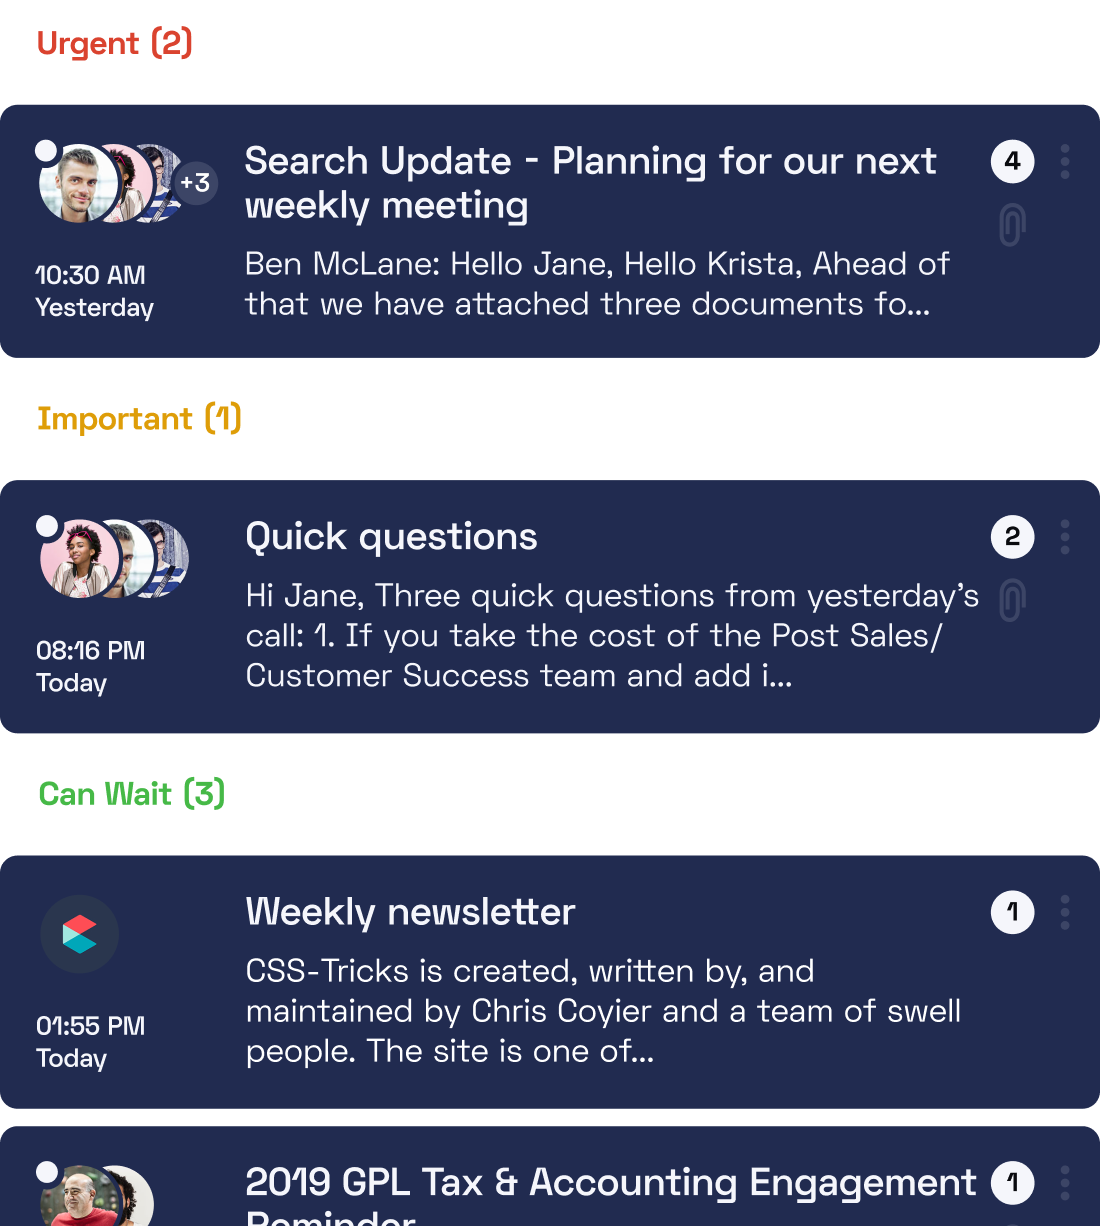 Urgent (2)
+3
Search Update - Planning for our next
weekly meeting
4
10:30 AM
Yesterday
Ben McLane: Hello Jane, Hello Krista, Ahead of
that we have attached three documents fo...
Important (1)
Quick questions
2
08:16 PM
Today
Hi Jane, Three quick questions from yesterday’s
call: 1. If you take the cost of the Post Sales/
Customer Success team and add i...
Can Wait (3)
Weekly newsletter
1
01:55 PM
Today
CSS-Tricks is created, written by, and
maintained by Chris Coyier and a team of swell
people. The site is one of...
2019 GPL Tax & Accounting Engagement
Reminder
1